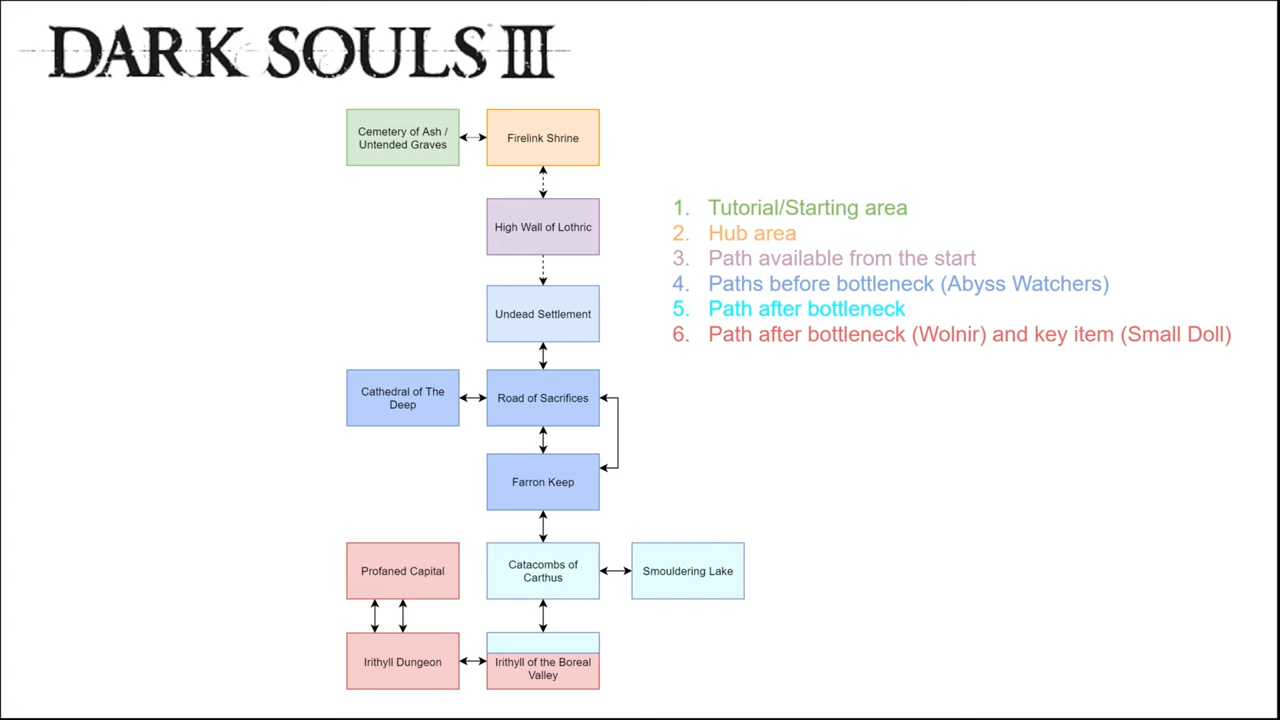 DARK SOULS III
Cemetery of Ash /
Untended Graves
Firelink Shrine
High Wall of Lothric
1. Tutorial/Starting area
2. Hub area
3. Path available from the start
4. Paths before bottleneck (Abyss Watchers)
5. Path after bottleneck
6. Path after bottleneck (Wolnir) and key item (Small Doll)
Undead Settlement
Cathedral of The
Deep
Road of Sacrifices
Farron Keep
Profaned Capital
Catacombs of
Carthus
Smouldering Lake
Irithyll Dungeon
Irithyll of the Boreal
Valley